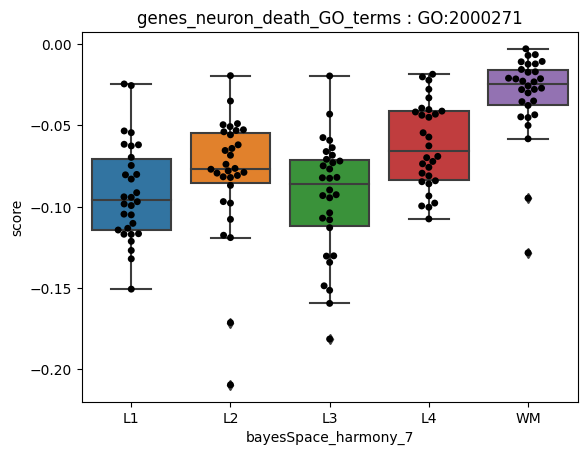 genes_neuron_death_GO_terms : GO:2000271
0.00
−0.05
−0.10
−0.15
−0.20
score
L1 L2 L3 L4 WM
bayesSpace_harmony_7